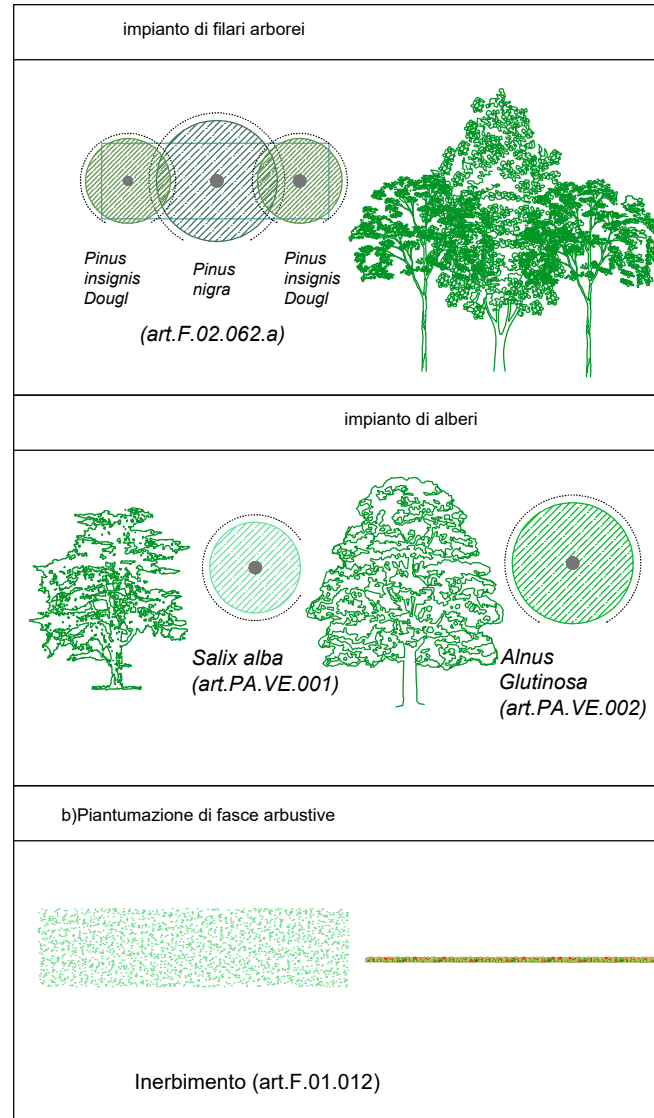 impianto di filari arborei
Pinus
insignis
Dougl
Pinus
nigra
Pinus
insignis
Dougl
(art.F.02.062.a)
impianto di alberi
Salix alba
(art.PA.VE.001)
Alnus
Glutinosa
(art.PA.VE.002)
b)Piantumazione di fasce arbustive
Inerbimento (art.F.01.012)